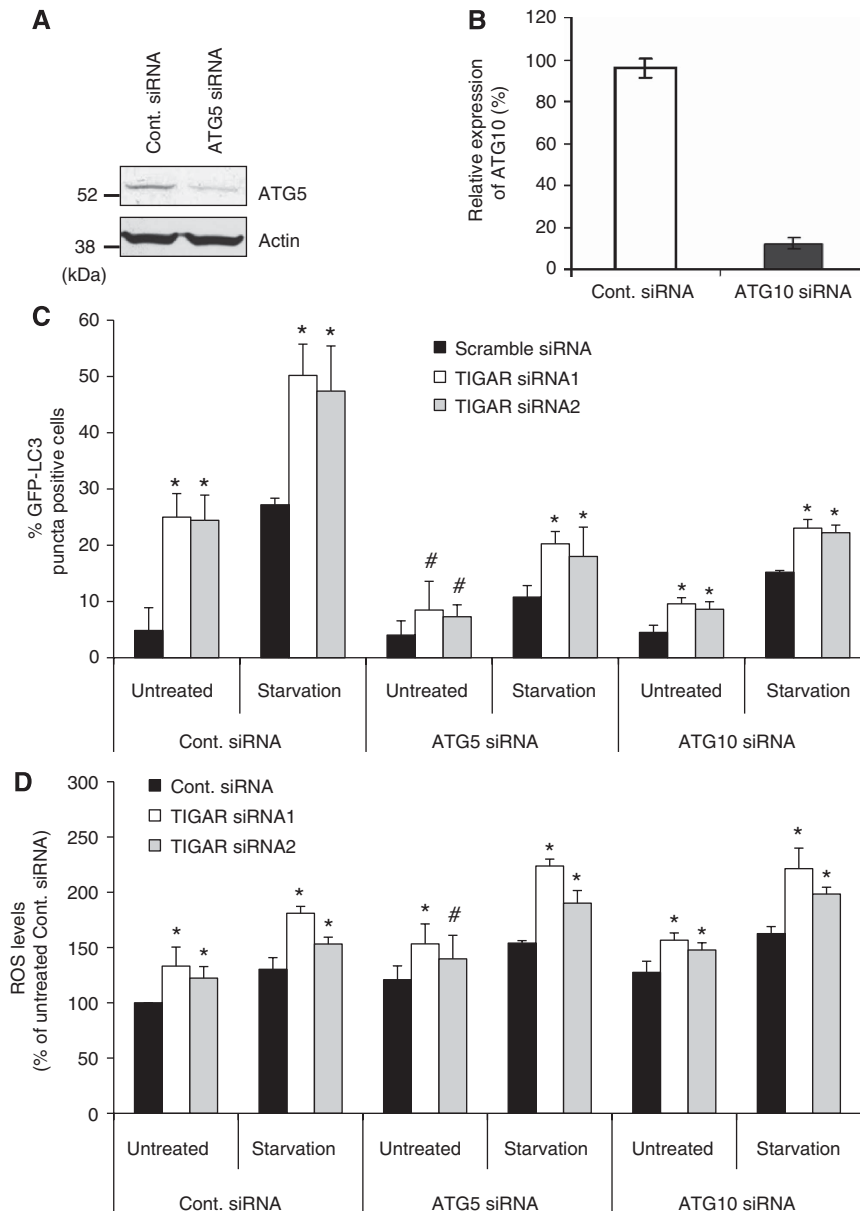 A
Cont. siRNA
ATG5 siRNA
52
ATG5
38
Actin
(kDa)
B
Relative expression
of ATG10 (%)
120
100
80
60
40
20
0
Cont. siRNA
ATG10 siRNA
C
% GFP-LC3
puncta positive cells
60
50
40
30
20
10
0
Scramble siRNA
TIGAR siRNA1
TIGAR siRNA2
* * * * # # * * * * * *
Untreated Starvation Untreated Starvation Untreated Starvation
Cont. siRNA ATG5 siRNA ATG10 siRNA
D
ROS levels
(% of untreated Cont. siRNA)
300
250
200
150
100
50
0
Cont. siRNA
TIGAR siRNA1
TIGAR siRNA2
* * * * * # * * * * * *
Untreated Starvation Untreated Starvation Untreated Starvation
Cont. siRNA ATG5 siRNA ATG10 siRNA